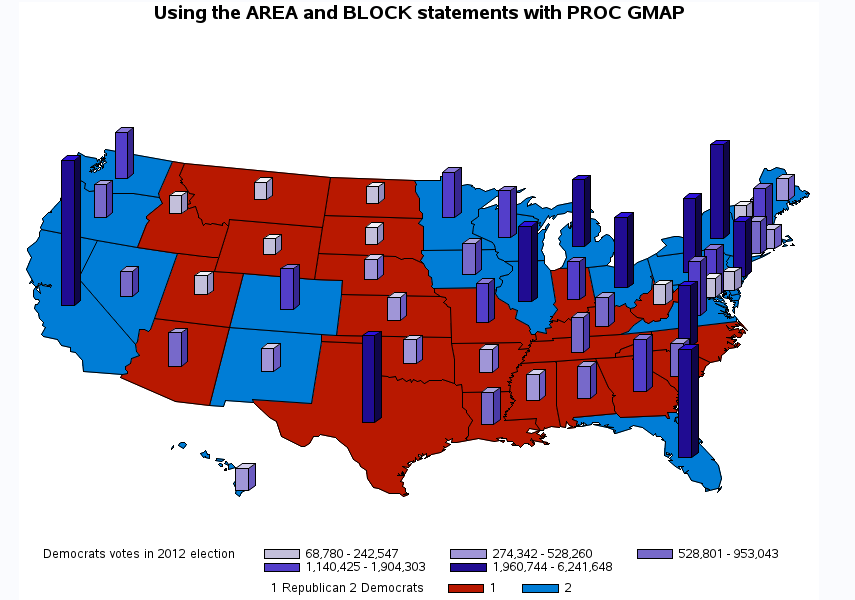 Using the AREA and BLOCK statements with PROC GMAP
Democrats votes in 2012 election 68,780 - 242,547 274,342 - 528,260 528,801 - 953,043
1,140,425 - 1,904,303 1,960,744 - 6,241,648
1 Republican 2 Democrats 1 2